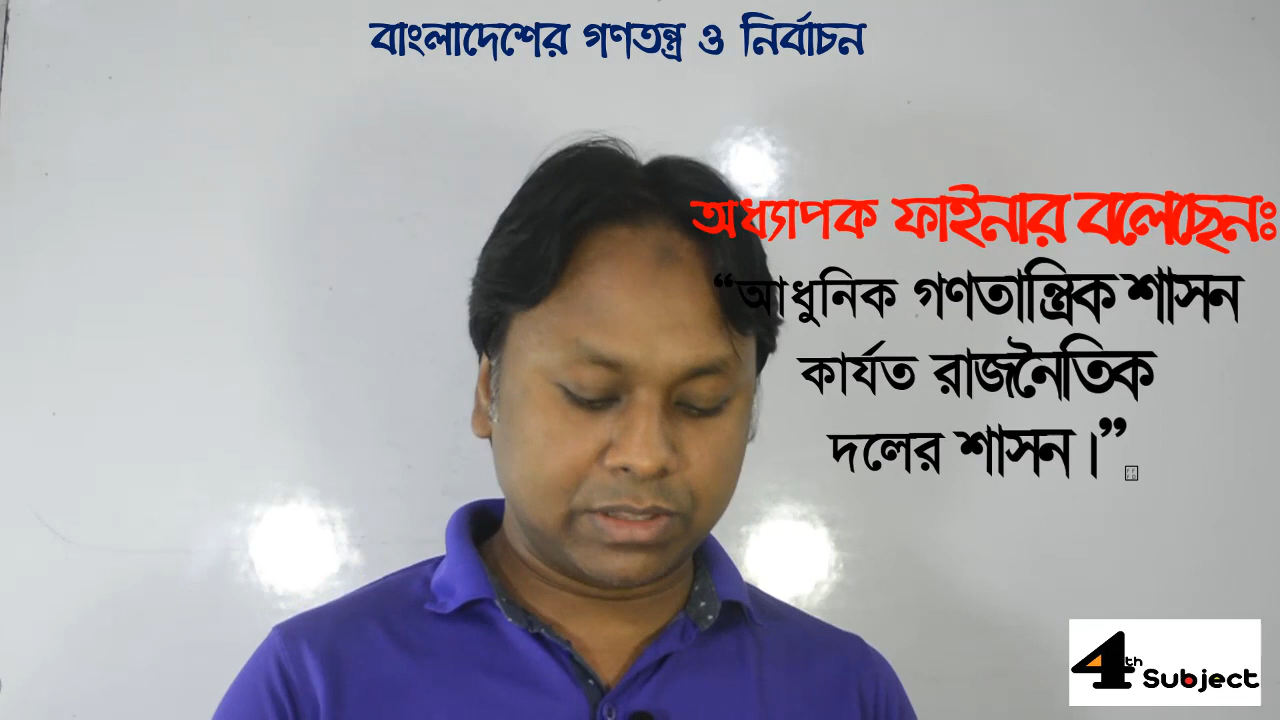 বাংলাদেশের গণতন্ত্র ও নির্বাচন
অধ্যাপক ফাইনার বলেছেনঃ
“আধুনিক গণতান্ত্রিক শাসন
কার্যত রাজনৈতিক
দলের শাসন।”
4th Subject